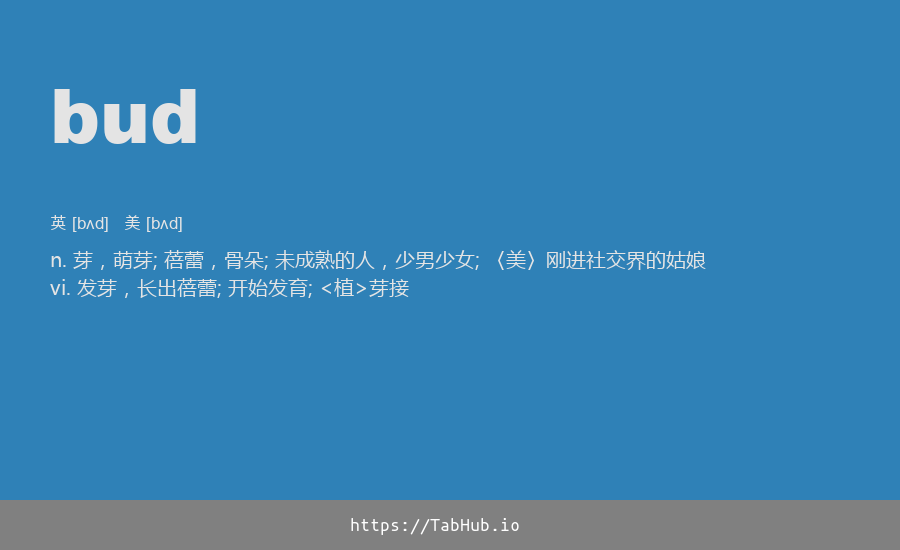 bud
英 [bʌd] 美 [bʌd]
n. 芽，萌芽; 蓓蕾，骨朵; 未成熟的人，少男少女; 〈美〉刚进社交界的姑娘
vi. 发芽，长出蓓蕾; 开始发育; <植>芽接
https://TabHub.io